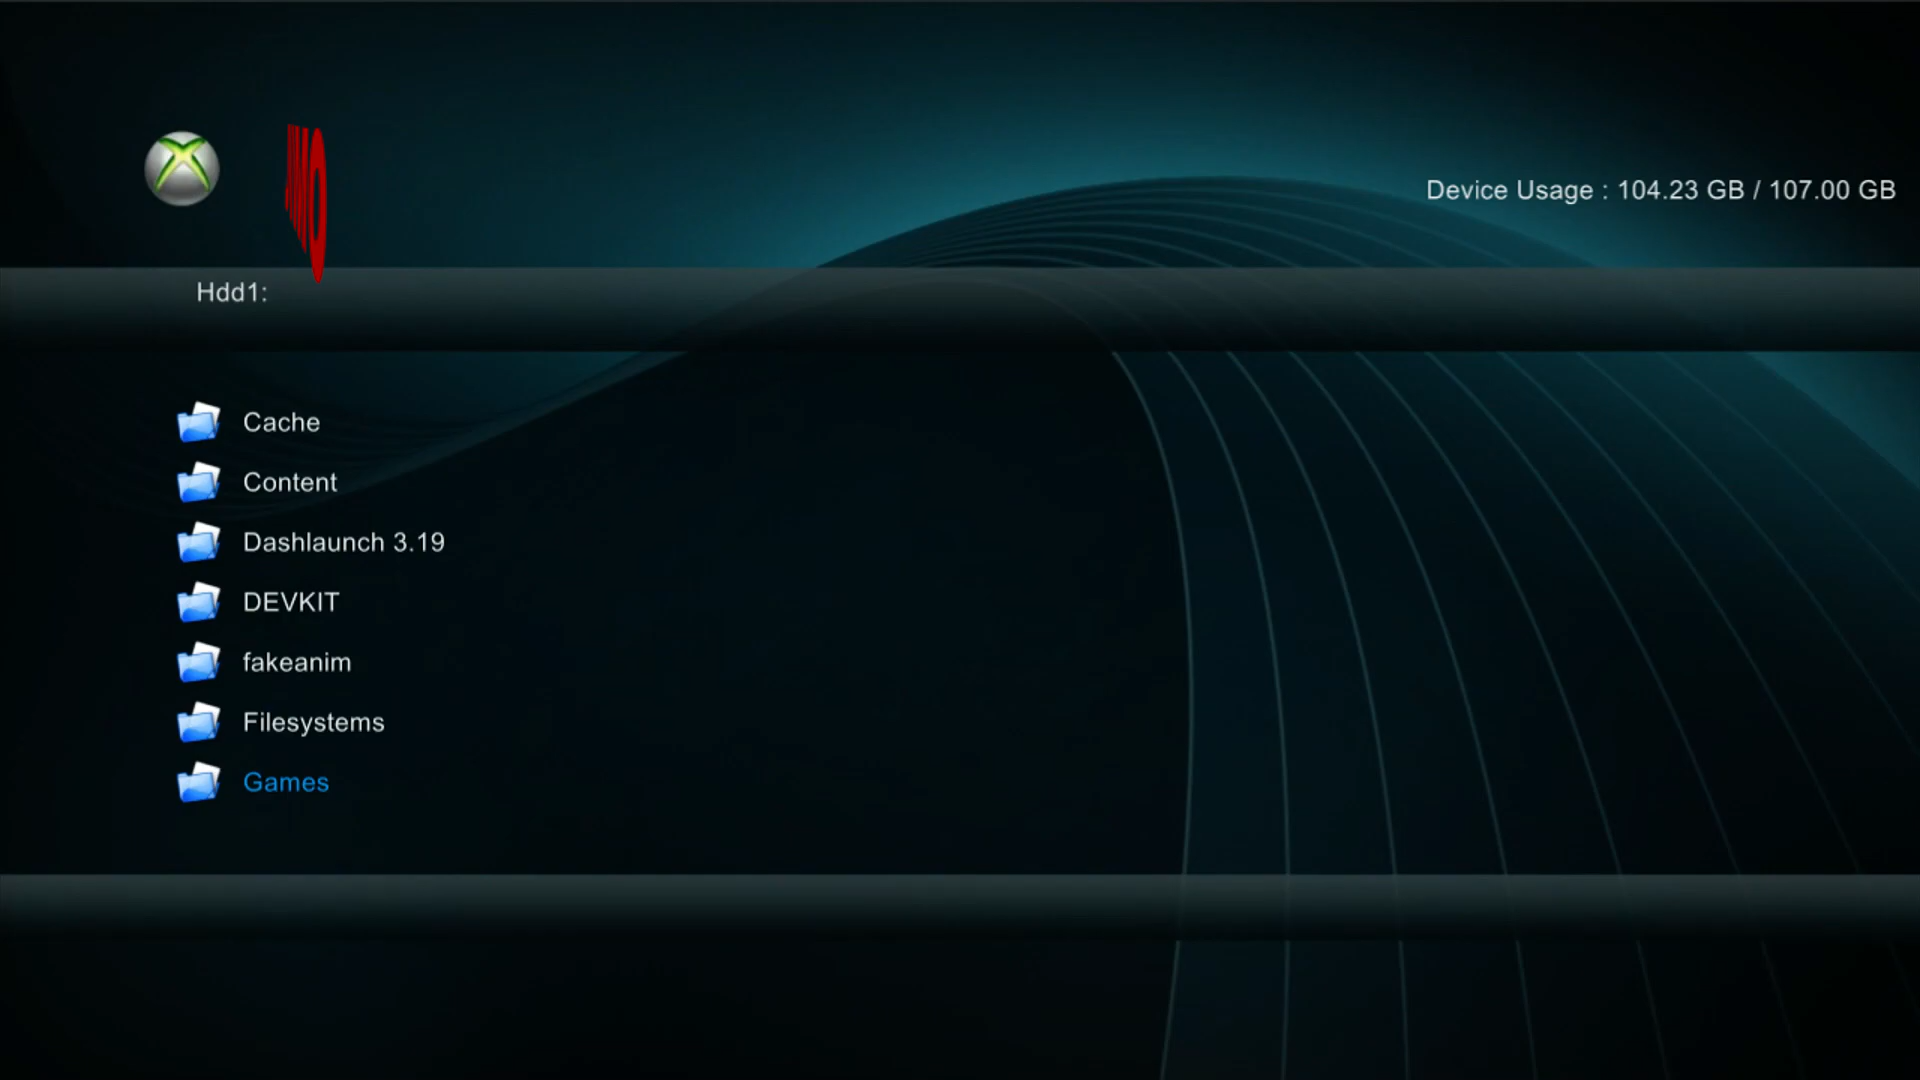 Device Usage : 104.23 GB / 107.00 GB
Hdd1:
Cache
Content
Dashlaunch 3.19
DEVKIT
fakeanim
Filesystems
Games